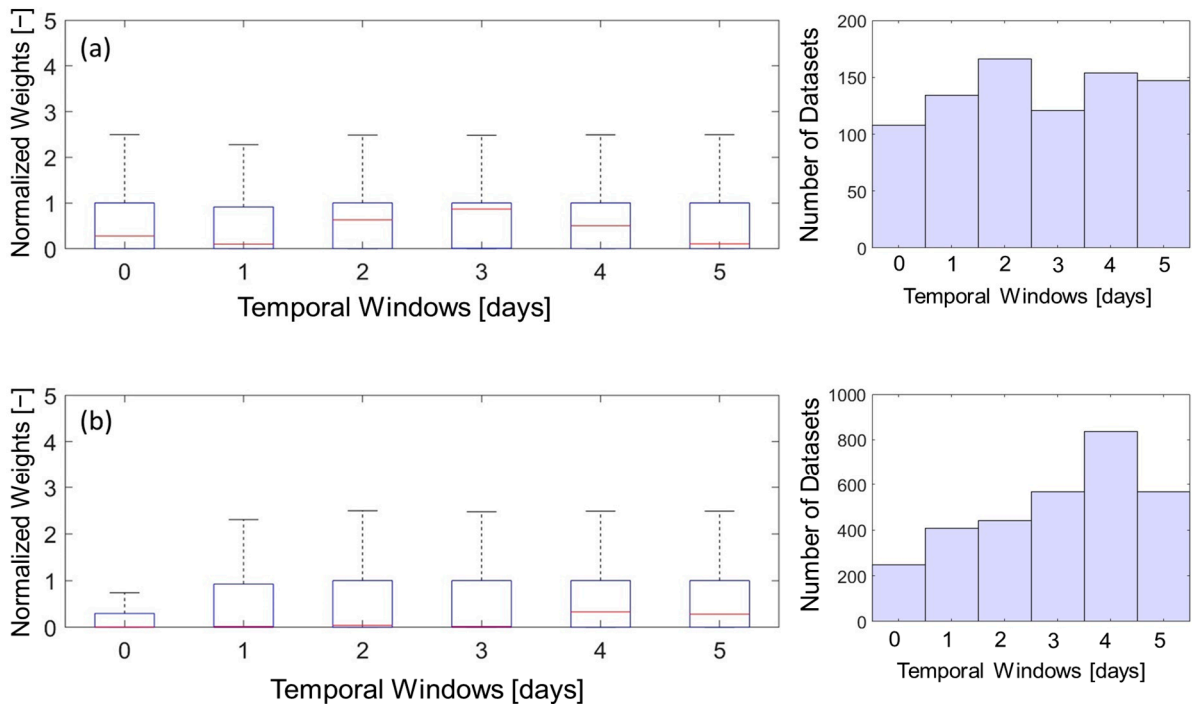 (a)
Normalized Weights [–]
5
4
3
2
1
0
0 1 2 3 4 5
Temporal Windows [days]
Number of Datasets
200
150
100
50
0
0 1 2 3 4 5
Temporal Windows [days]
(b)
Normalized Weights [–]
5
4
3
2
1
0
0 1 2 3 4 5
Temporal Windows [days]
Number of Datasets
1000
800
600
400
200
0
0 1 2 3 4 5
Temporal Windows [days]